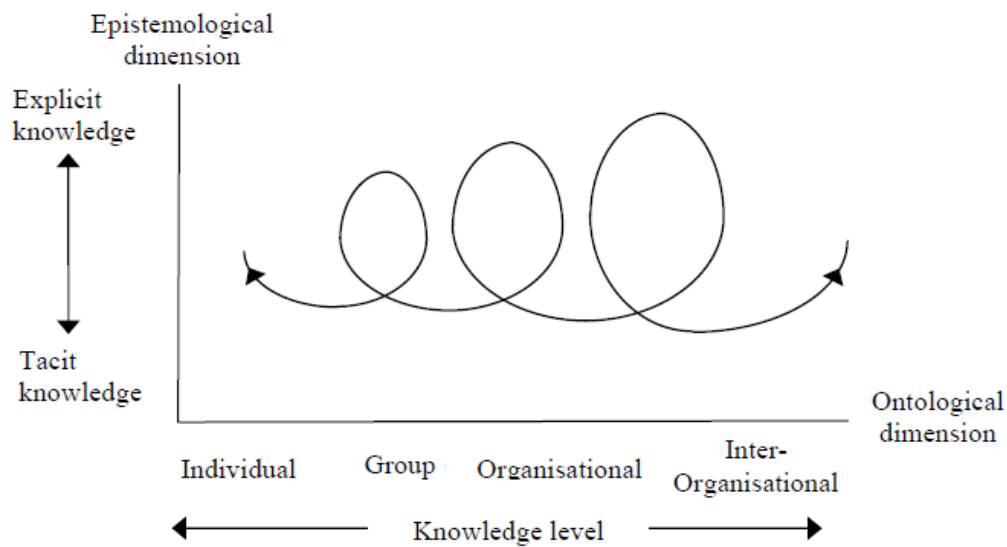 Epistemological
dimension
Explicit
knowledge
Tacit
knowledge
Ontological
dimension
Individual
Group
Organisational
Inter-
Organisational
Knowledge level